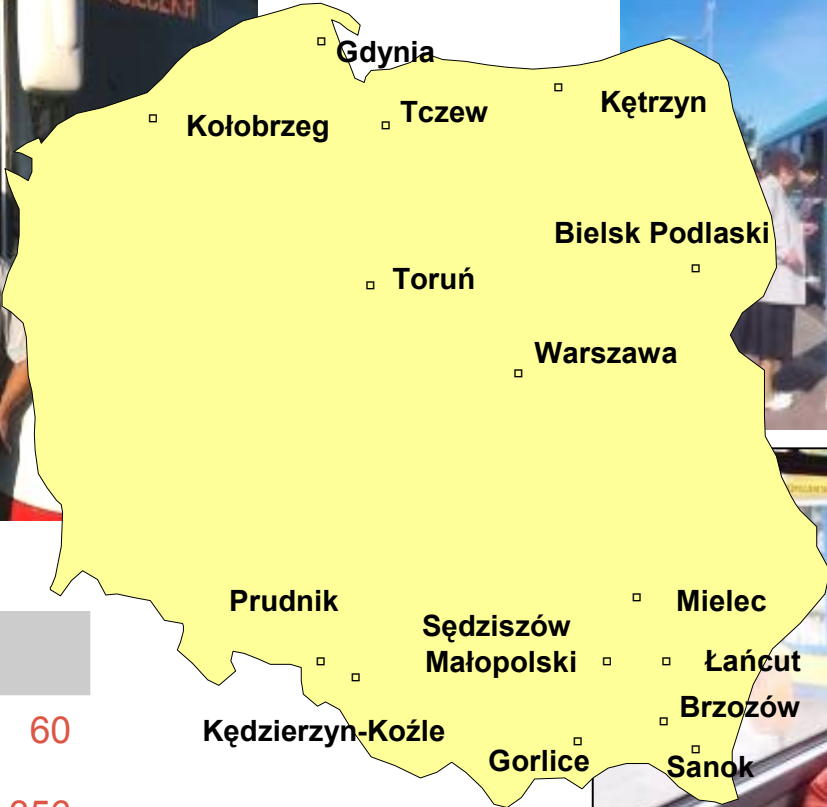 Gdynia
Kętrzyn
Tczew
Kołobrzeg
Bielsk Podlaski
Toruń
Warszawa
Prudnik
Mielec
Sędziszów
Małopolski
Łańcut
Brzozów
60
Kędzierzyn-Koźle
Gorlice
Sanok